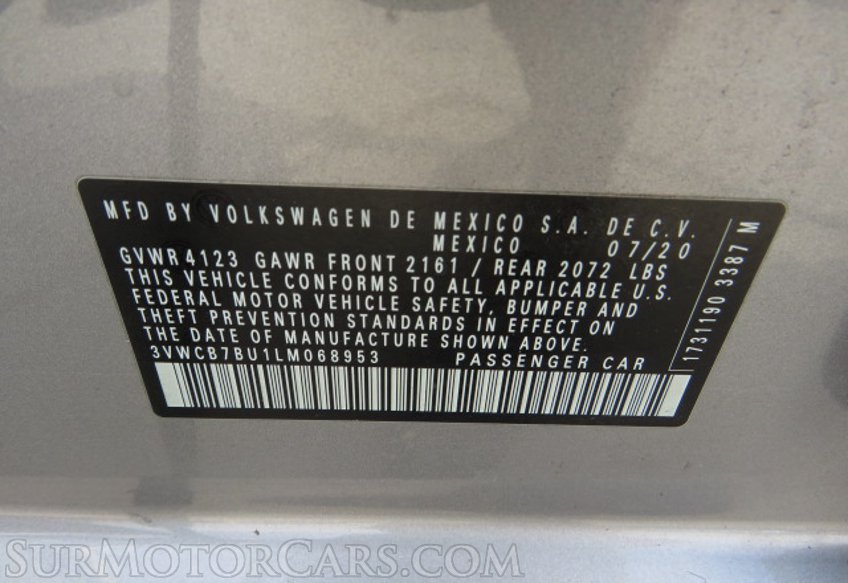 MFD BY VOLKSWAGEN DE MEXICO S.A. DE C.V.
MEXICO 07/20
GVWR 4123 GAWR FRONT 2161 / REAR 2072 LBS
THIS VEHICLE CONFORMS TO ALL APPLICABLE U.S.
FEDERAL MOTOR VEHICLE SAFETY, BUMPER AND
THEFT PREVENTION STANDARDS IN EFFECT ON
THE DATE OF MANUFACTURE SHOWN ABOVE.
3VWCB7BU1LM068953 PASSENGER CAR
1731190 3387 M
SURMOTORCARS.COM